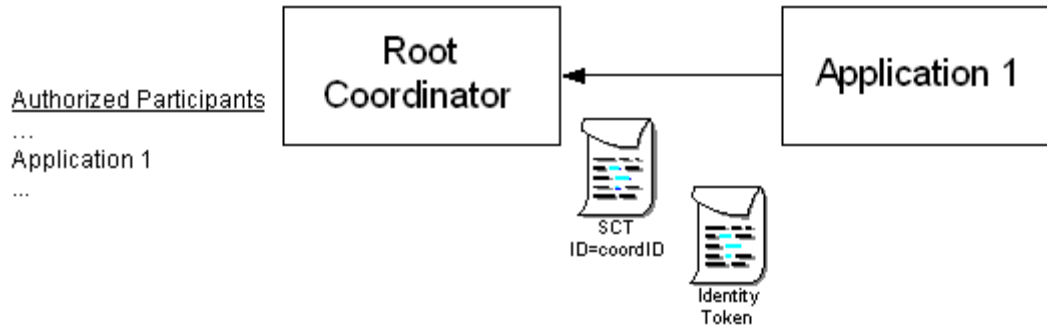 Root
Coordinator
Application 1
Authorized Participants
...
Application 1
...
SCT
ID=coordID
Identity
Token